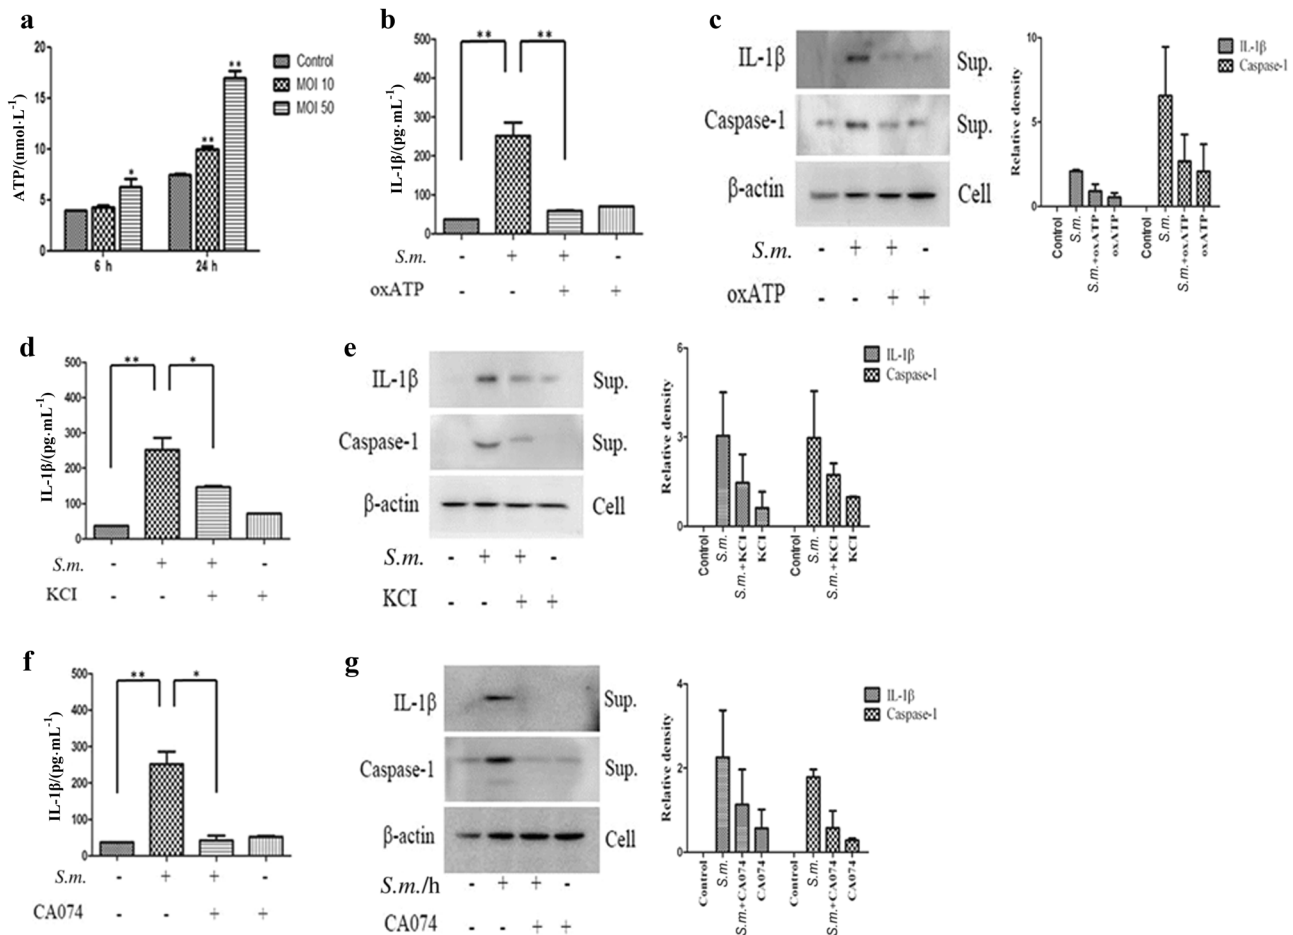 a
ATP/(nmol·L⁻¹)
20
15
10
5
0
6 h
24 h
*
**
**
Control
MOI 10
MOI 50
b
IL-1β/(pg·mL⁻¹)
500
400
300
200
100
0
** **
S.m. - + + -
oxATP - - + +
c
IL-1β Sup.
Caspase-1 Sup.
β-actin Cell
S.m. - + + -
oxATP - - + +
Relative density
10
5
0
IL-1β
Caspase-1
Control
S.m.
S.m.+oxATP
oxATP
Control
S.m.
S.m.+oxATP
oxATP
d
IL-1β/(pg·mL⁻¹)
500
400
300
200
100
0
** *
S.m. - + + -
KCI - - + +
e
IL-1β Sup.
Caspase-1 Sup.
β-actin Cell
S.m. - + + -
KCI - - + +
Relative density
6
3
0
IL-1β
Caspase-1
Control
S.m.
S.m.+KCI
KCI
Control
S.m.
S.m.+KCI
KCI
f
IL-1β/(pg·mL⁻¹)
500
400
300
200
100
0
** *
S.m. - + + -
CA074 - - + +
g
IL-1β Sup.
Caspase-1 Sup.
β-actin Cell
S.m./h - + + -
CA074 - - + +
Relative density
4
2
0
IL-1β
Caspase-1
Control
S.m.
S.m.+CA074
CA074
Control
S.m.
S.m.+CA074
CA074